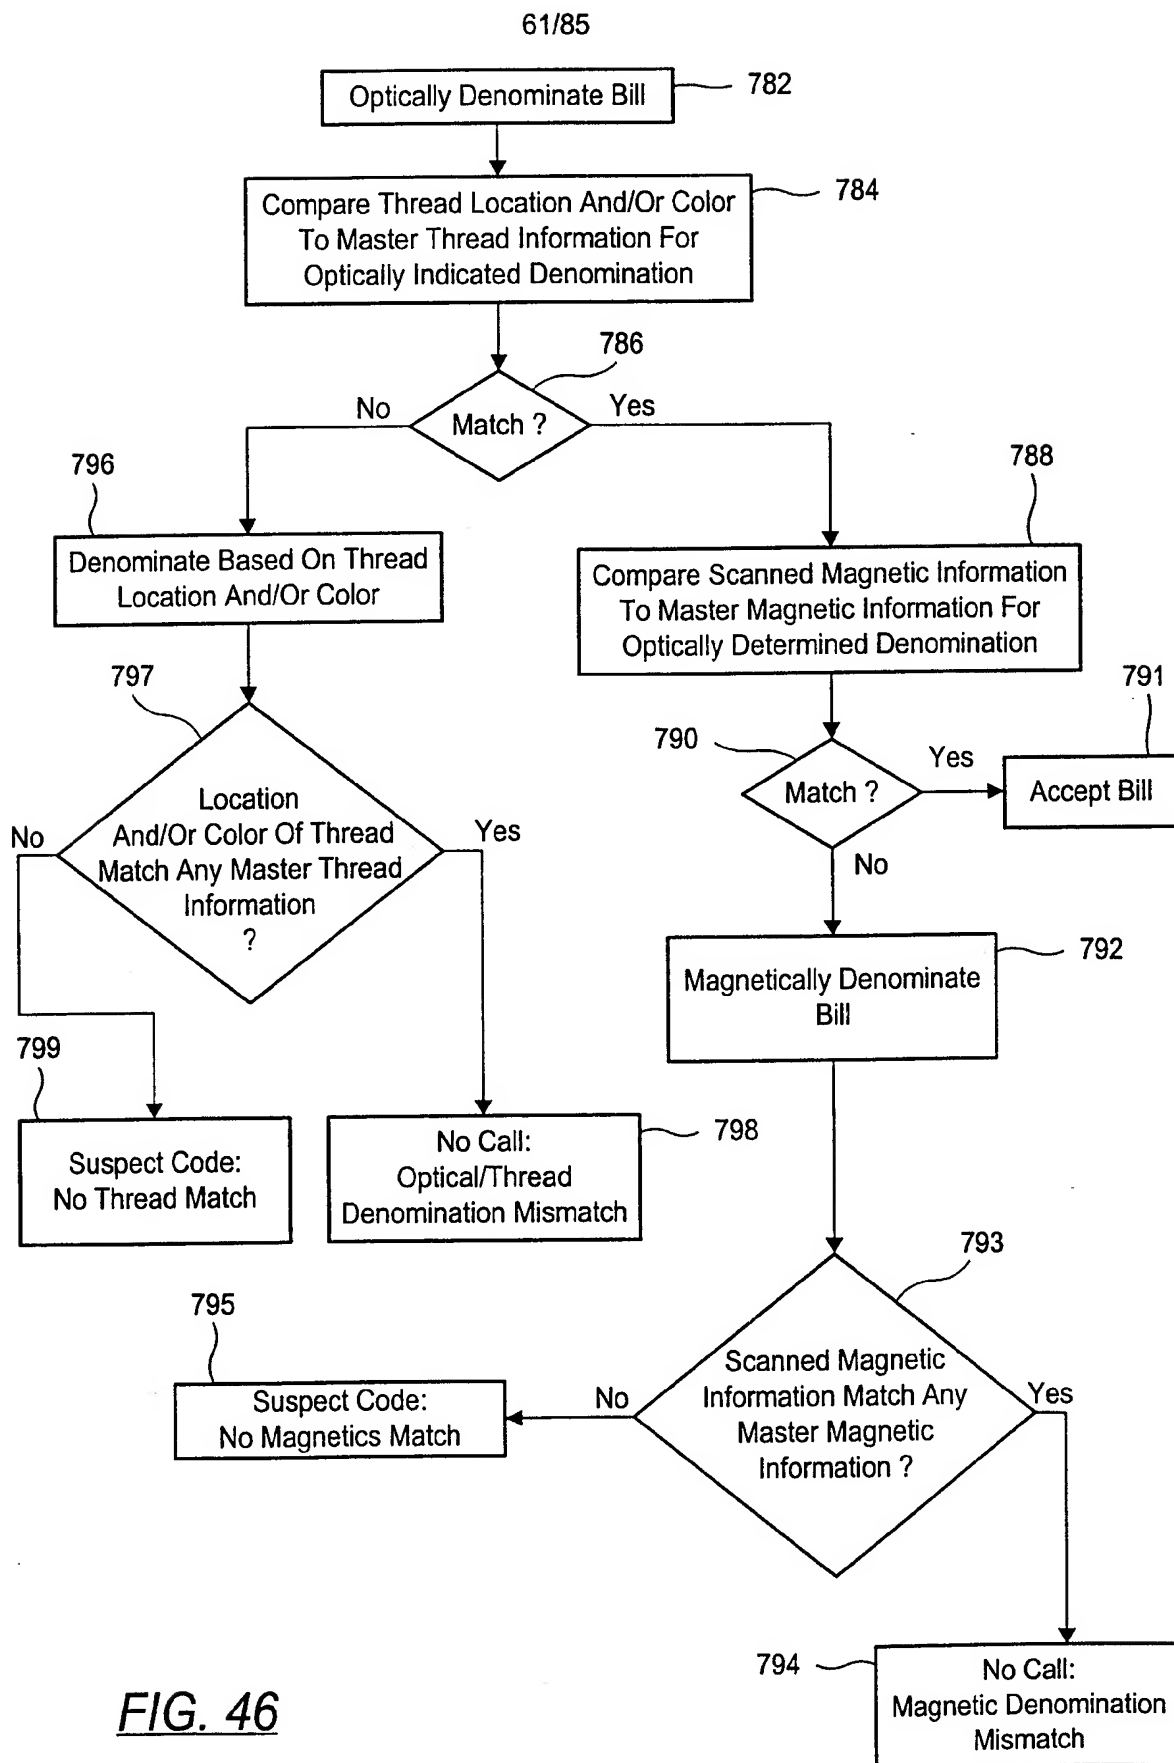 61/85
Optically Denominate Bill
782
Compare Thread Location And/Or Color
To Master Thread Information For
Optically Indicated Denomination
784
786
Match ?
No
Yes
796
Denominate Based On Thread
Location And/Or Color
788
Compare Scanned Magnetic Information
To Master Magnetic Information For
Optically Determined Denomination
797
Location
And/Or Color Of Thread
Match Any Master Thread
Information
?
No
Yes
790
Match ?
Yes
No
791
Accept Bill
792
Magnetically Denominate
Bill
799
Suspect Code:
No Thread Match
798
No Call:
Optical/Thread
Denomination Mismatch
793
Scanned Magnetic
Information Match Any
Master Magnetic
Information ?
No
Yes
795
Suspect Code:
No Magnetics Match
794
No Call:
Magnetic Denomination
Mismatch
FIG. 46